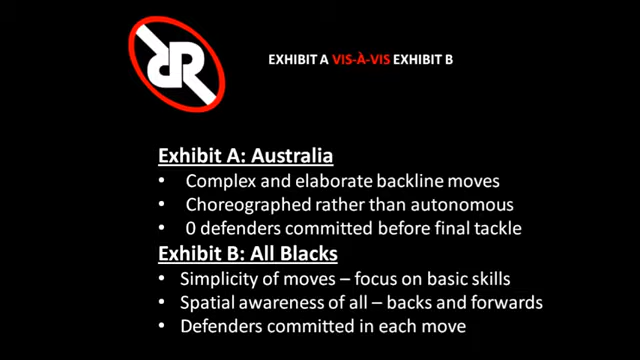 RR
EXHIBIT A VIS-À-VIS EXHIBIT B
Exhibit A: Australia
• Complex and elaborate backline moves
• Choreographed rather than autonomous
• 0 defenders committed before final tackle
Exhibit B: All Blacks
• Simplicity of moves – focus on basic skills
• Spatial awareness of all – backs and forwards
• Defenders committed in each move